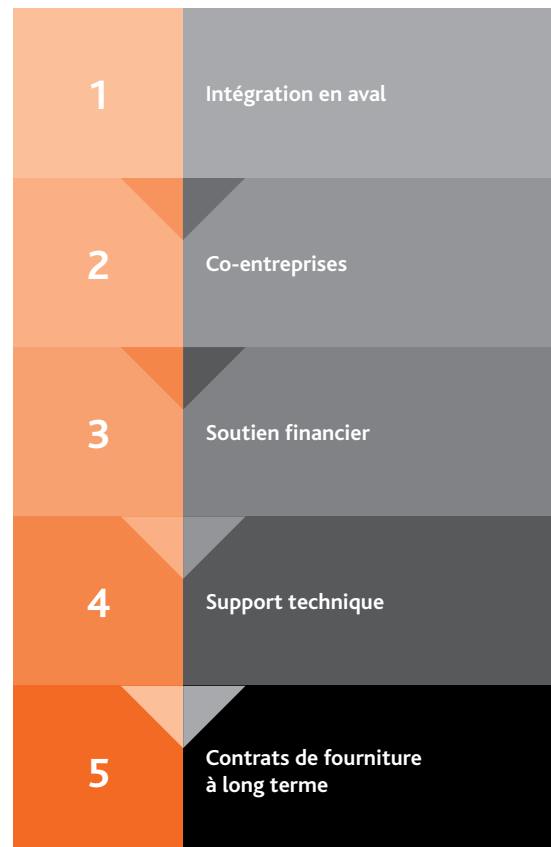 1
Intégration en aval
2
Co-entreprises
3
Soutien financier
4
Support technique
5
Contrats de fourniture
à long terme